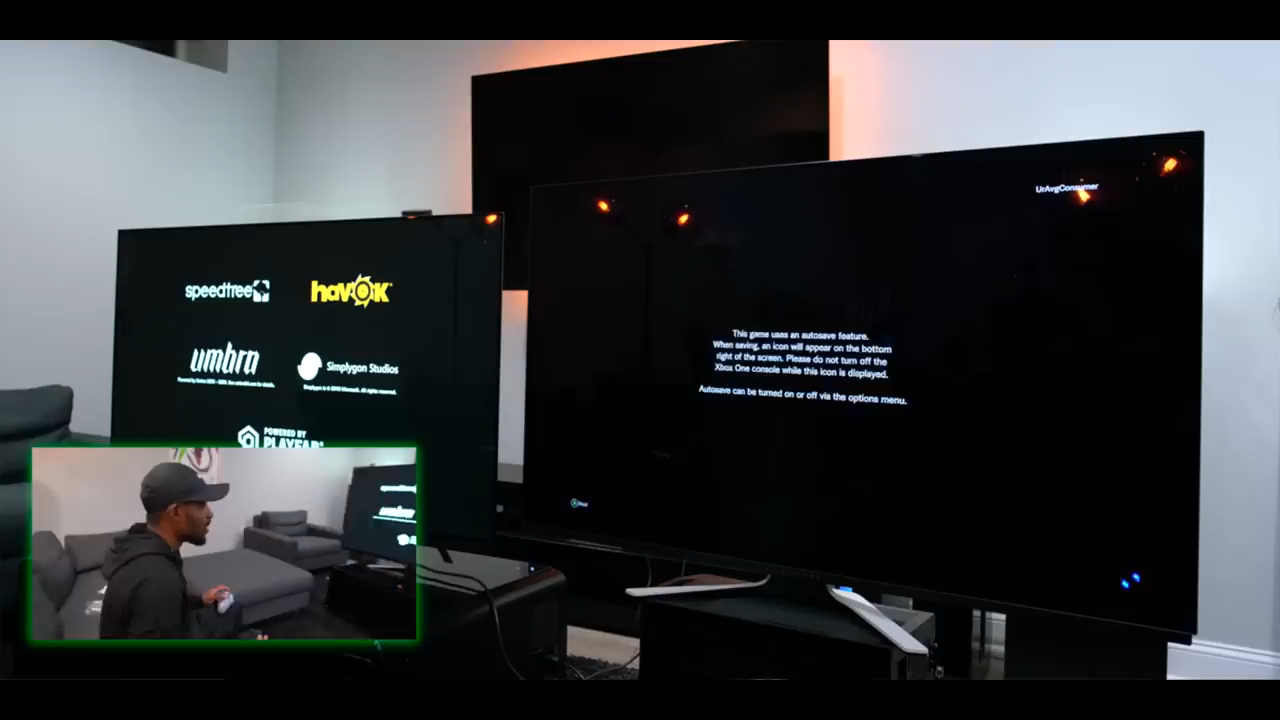 UrAvgConsumer
speedtree
havok
umbra
Simplygon Studios
POWERED BY
PLAYFAB
This game uses an autosave feature.
When saving, an icon will appear on the bottom
right of the screen. Please do not turn off the
Xbox One console while this icon is displayed.
Autosave can be turned on or off via the options menu.